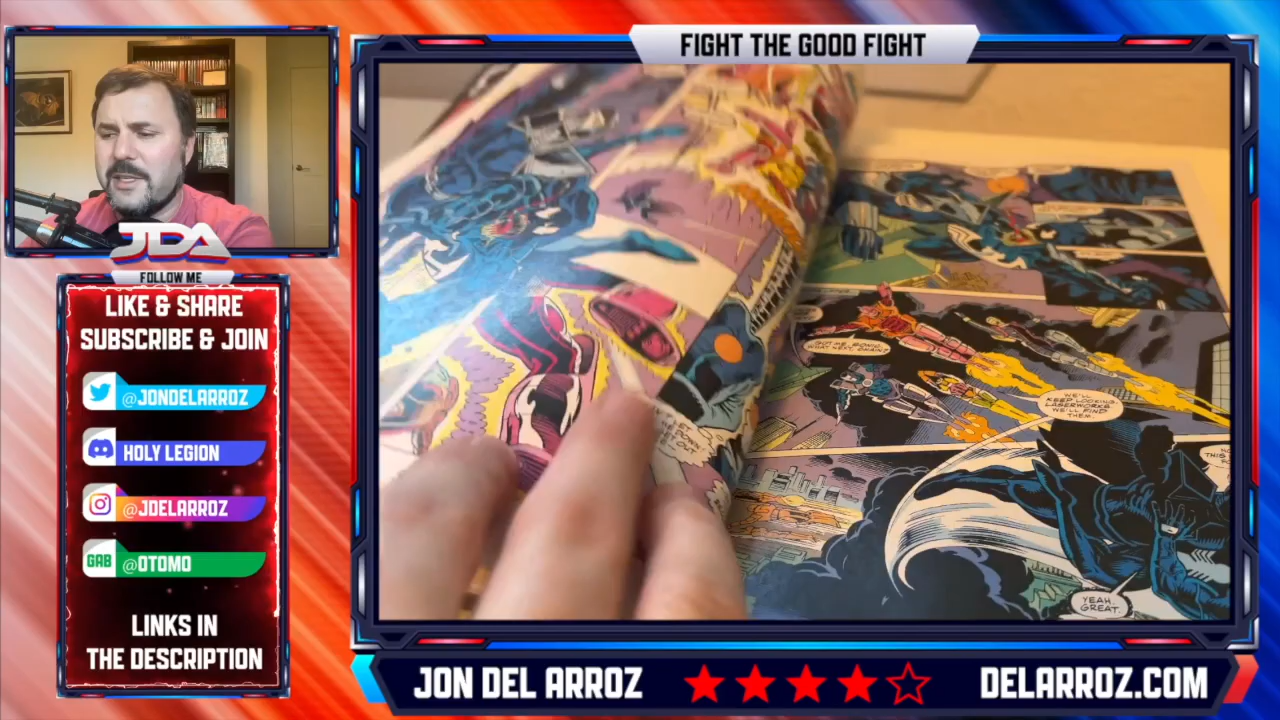 FIGHT THE GOOD FIGHT
JDA
FOLLOW ME
LIKE & SHARE
SUBSCRIBE & JOIN
@JONDELARROZ
HOLY LEGION
@JDELARROZ
GAB @OTOMO
LINKS IN
THE DESCRIPTION
WE'LL
KEEP LOOKING,
LASERWORKS.
WE'LL FIND
THEM.
YEAH.
GREAT.
JON DEL ARROZ
DELARROZ.COM